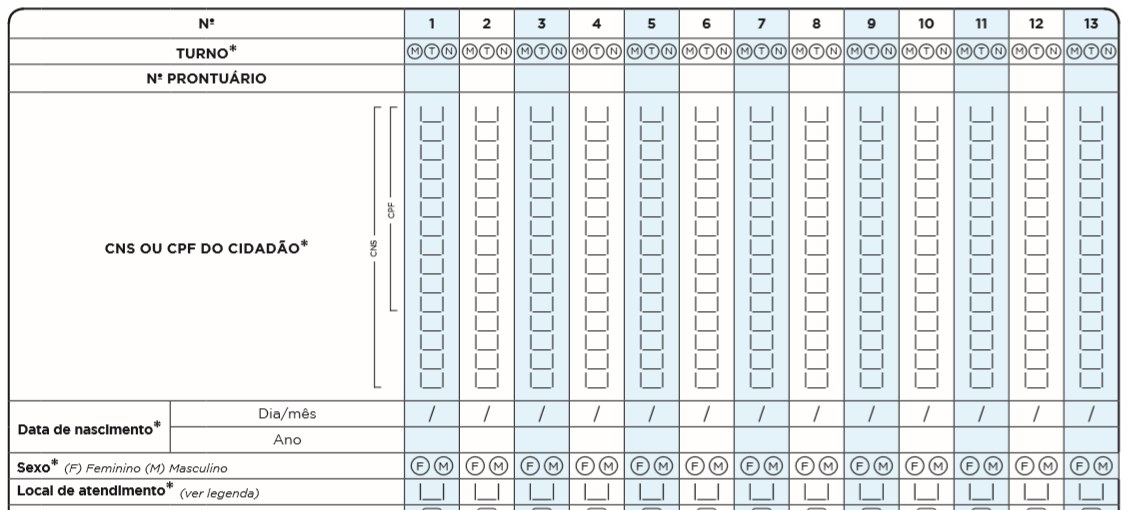 Nº 1 2 3 4 5 6 7 8 9 10 11 12 13
TURNO* M T N M T N M T N M T N M T N M T N M T N M T N M T N M T N M T N M T N M T N
Nº PRONTUÁRIO
CNS OU CPF DO CIDADÃO* CNS CPF
Data de nascimento* Dia/mês / / / / / / / / / / / / /
Ano
Sexo* (F) Feminino (M) Masculino F M F M F M F M F M F M F M F M F M F M F M F M F M
Local de atendimento* (ver legenda)